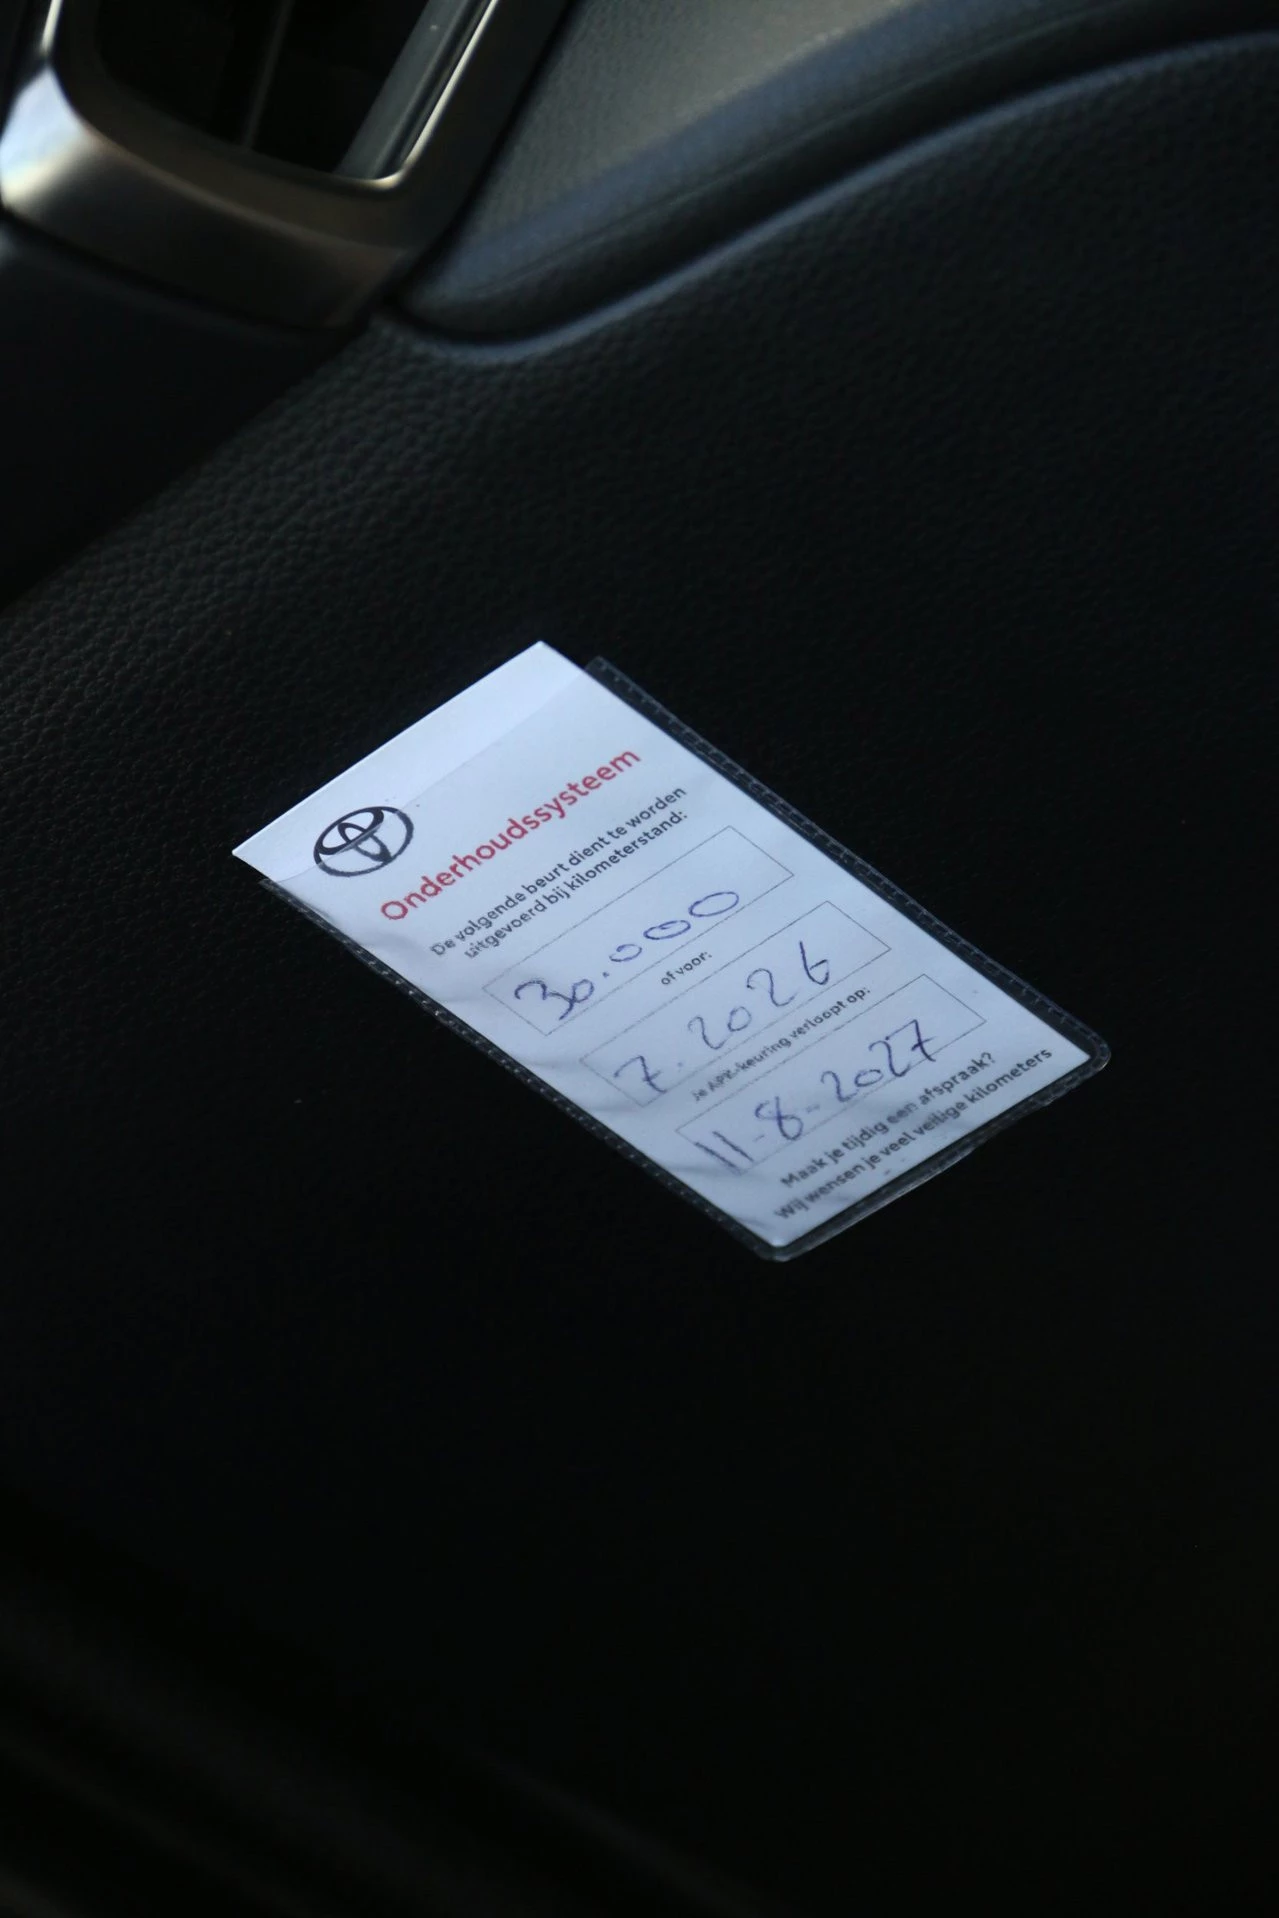 Onderhoudssysteem
De volgende beurt dient te worden
uitgevoerd bij kilometerstand:
30.000
of voor:
7. 2026
Je APK-keuring verloopt op:
11-8-2027
Maak je tijdig een afspraak?
Wij wensen je veel veilige kilometers